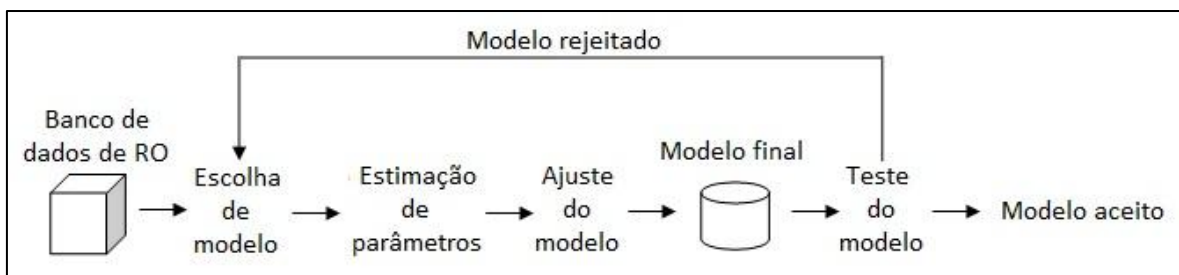 Modelo rejeitado
Banco de
dados de RO
Escolha
de
modelo
Estimação
de
parâmetros
Ajuste
do
modelo
Modelo final
Teste
do
modelo
Modelo aceito